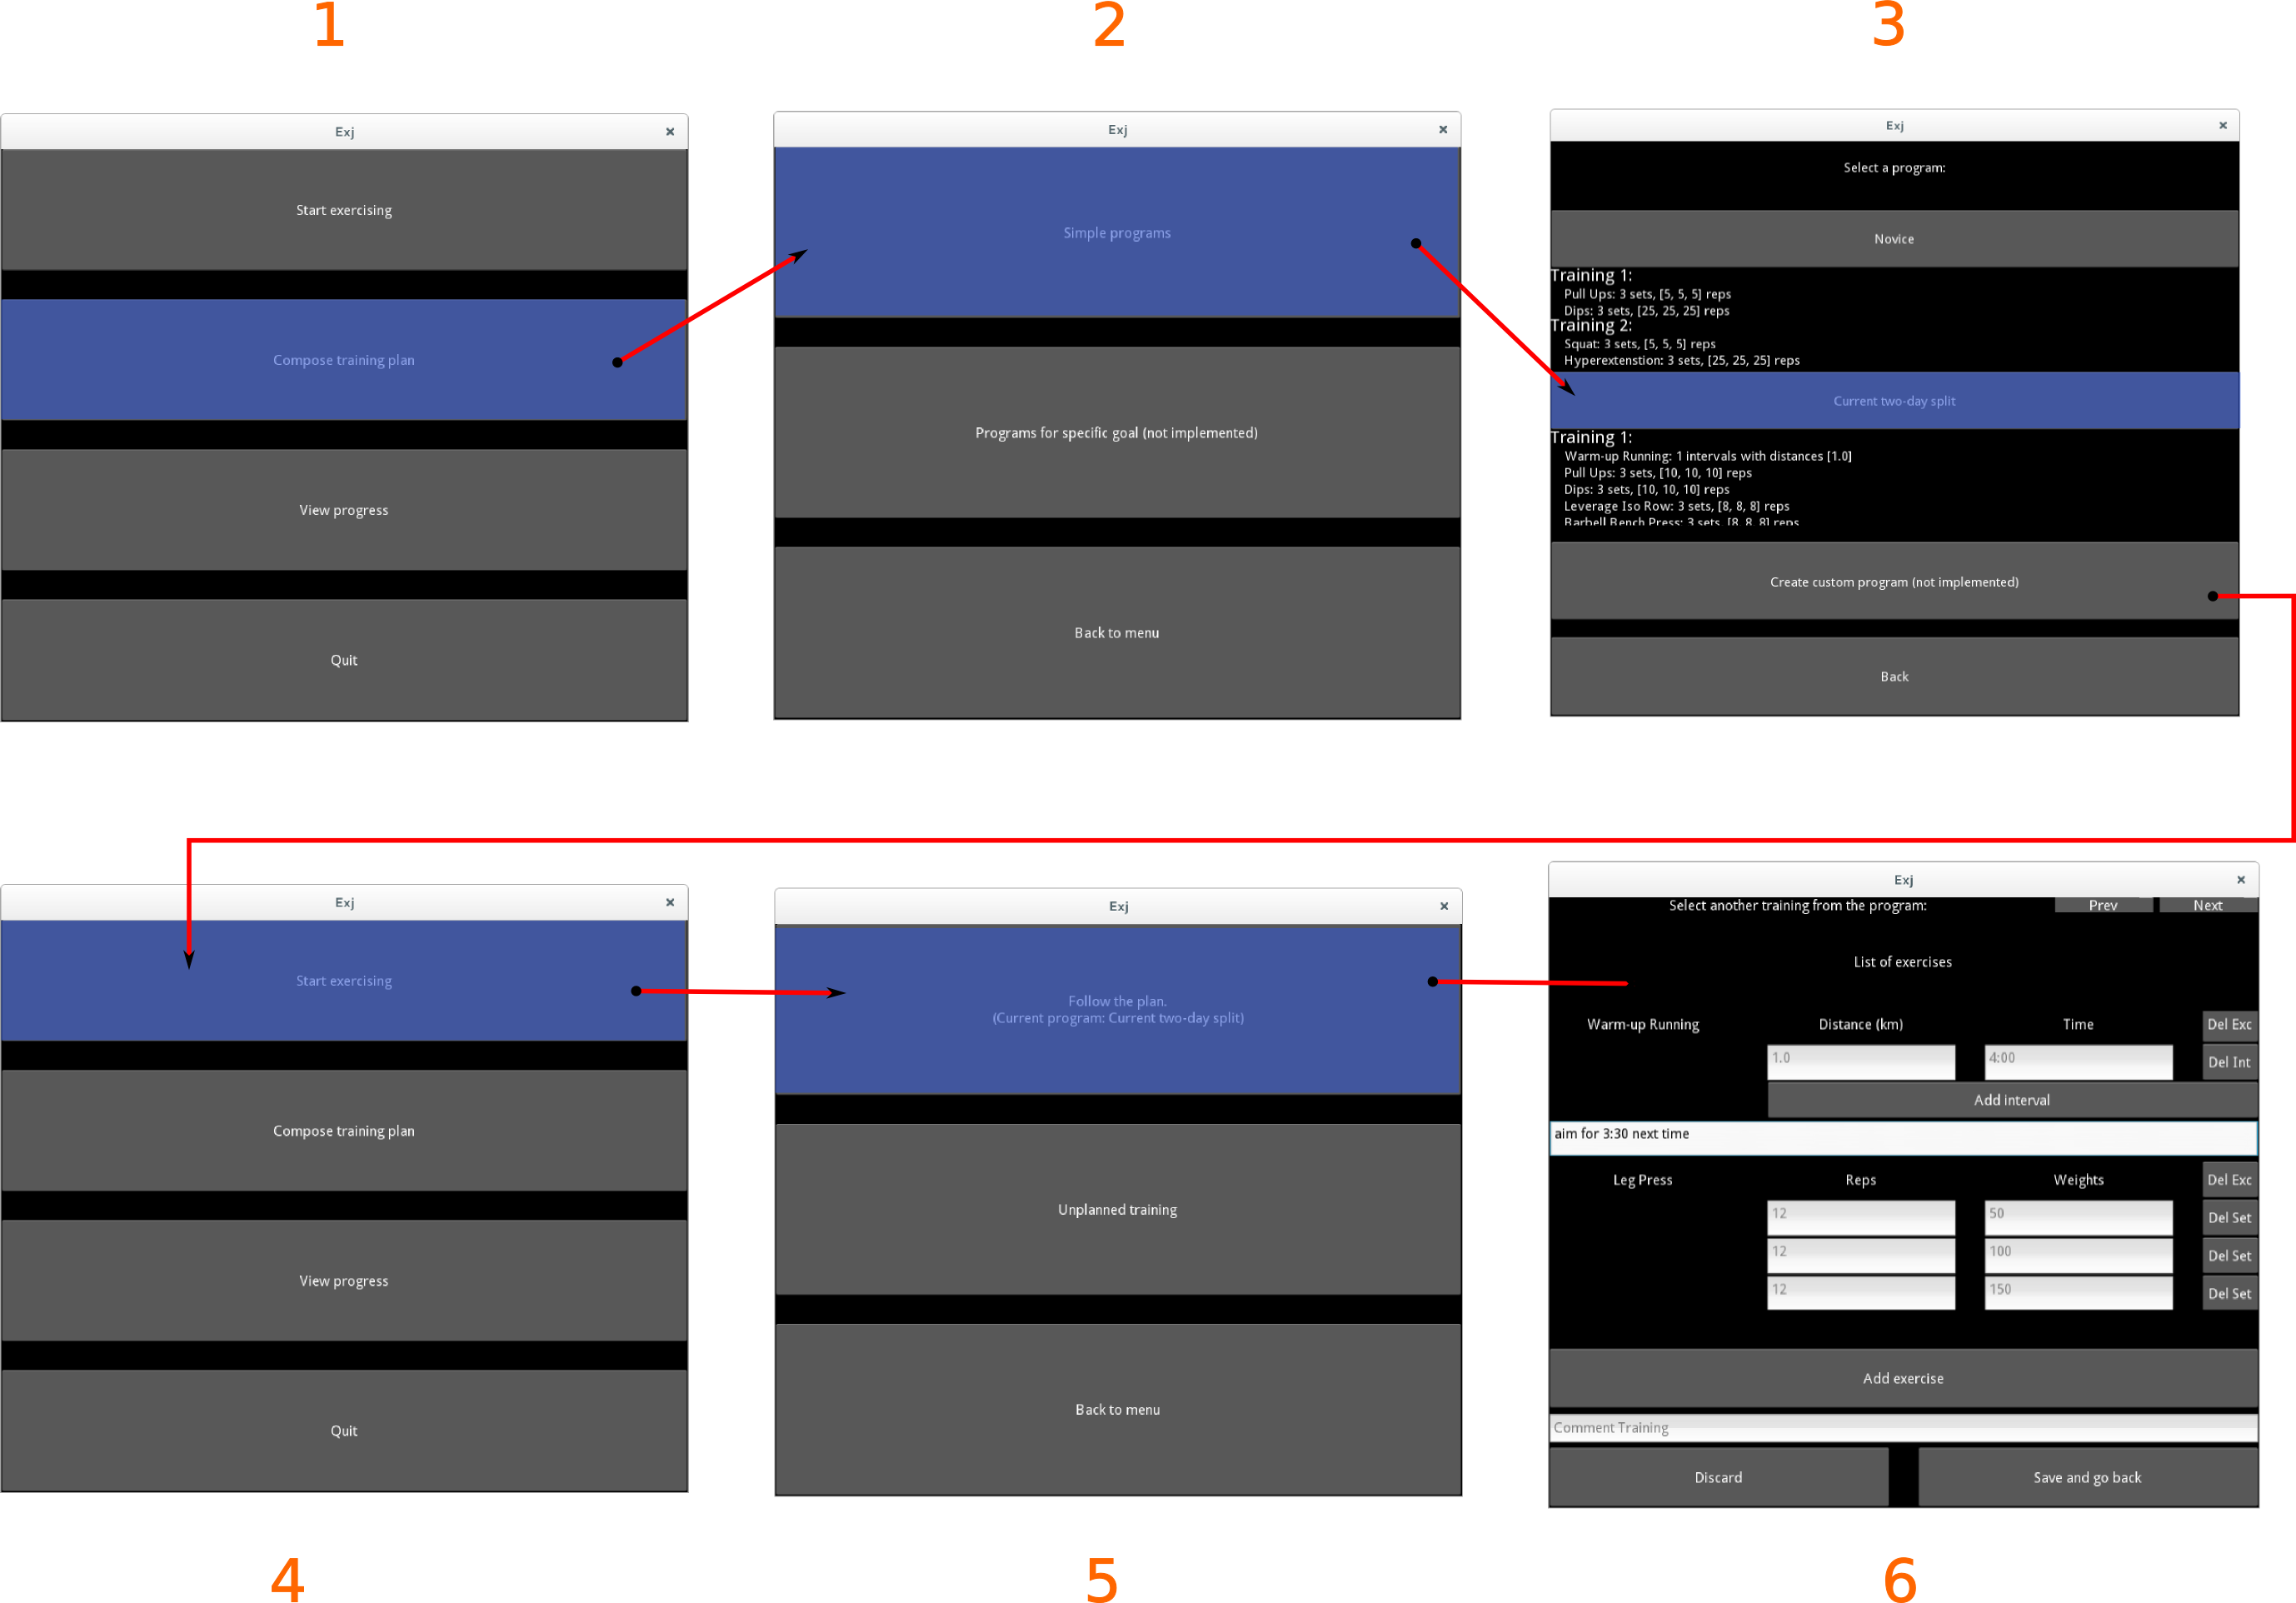 1
2
3
Exj
Start exercising
Compose training plan
View progress
Quit
Exj
Simple programs
Programs for specific goal (not implemented)
Back to menu
Exj
Select a program:
Novice
Training 1:
Pull Ups: 3 sets, [5, 5, 5] reps
Dips: 3 sets, [25, 25, 25] reps
Training 2:
Squat: 3 sets, [5, 5, 5] reps
Hyperextenstion: 3 sets, [25, 25, 25] reps
Current two-day split
Training 1:
Warm-up Running: 1 intervals with distances [1.0]
Pull Ups: 3 sets, [10, 10, 10] reps
Dips: 3 sets, [10, 10, 10] reps
Leverage Iso Row: 3 sets, [8, 8, 8] reps
Barbell Bench Press: 3 sets, [8, 8, 8] reps
Create custom program (not implemented)
Back
Exj
Start exercising
Compose training plan
View progress
Quit
Exj
Follow the plan.
(Current program: Current two-day split)
Unplanned training
Back to menu
Exj
Select another training from the program: Prev Next
List of exercises
Warm-up Running Distance (km) Time Del Exc
1.0 4:00 Del Int
Add interval
aim for 3:30 next time
Leg Press Reps Weights Del Exc
12 50 Del Set
12 100 Del Set
12 150 Del Set
Add exercise
Comment Training
Discard Save and go back
4
5
6